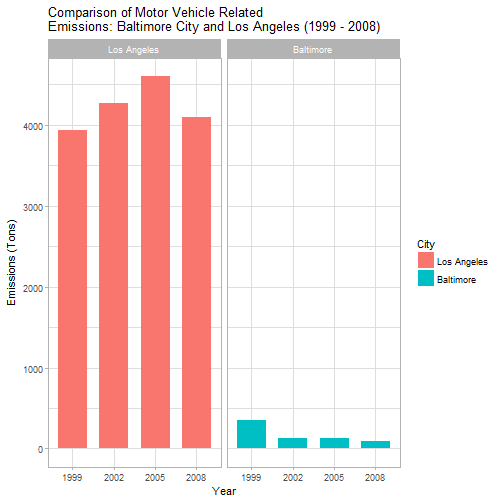 Comparison of Motor Vehicle Related
Emissions: Baltimore City and Los Angeles (1999 - 2008)
Los Angeles
Baltimore
4000
3000
2000
1000
0
Emissions (Tons)
1999 2002 2005 2008
1999 2002 2005 2008
Year
City
Los Angeles
Baltimore